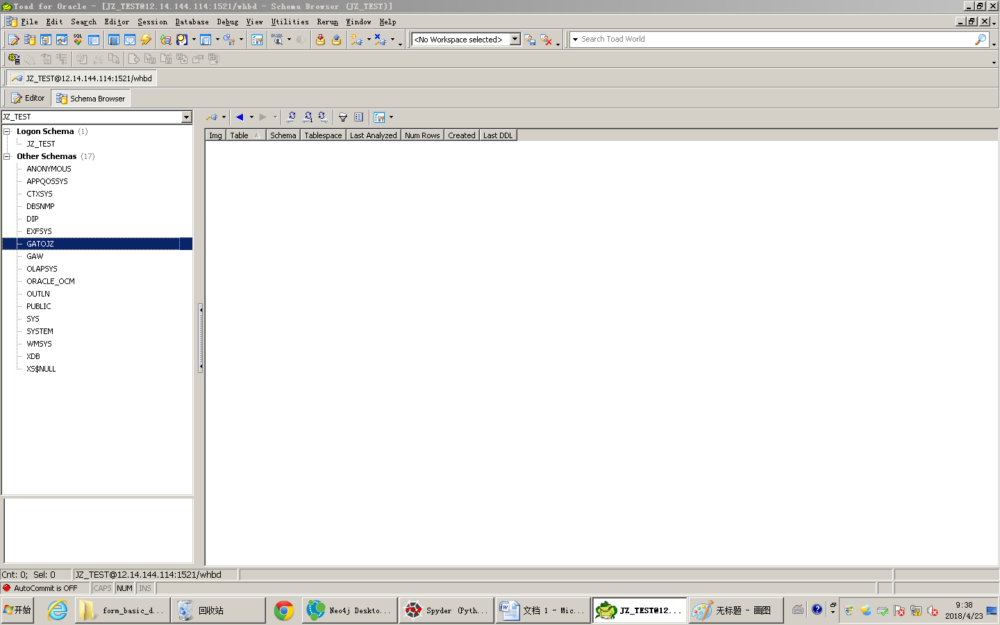 Toad for Oracle - [JZ_TEST@12.14.144.114:1521/whbd - Schema Browser (JZ_TEST)]
File Edit Search Editor Session Database Debug View Utilities Rerun Window Help
SQL
<No Workspace selected>
Search Toad World
JZ_TEST@12.14.144.114:1521/whbd
Editor Schema Browser
JZ_TEST
Img Table Schema Tablespace Last Analyzed Num Rows Created Last DDL
Logon Schema (1)
JZ_TEST
Other Schemas (17)
ANONYMOUS
APPQOSSYS
CTXSYS
DBSNMP
DIP
EXFSYS
GATOJZ
GAW
OLAPSYS
ORACLE_OCM
OUTLN
PUBLIC
SYS
SYSTEM
WMSYS
XDB
XS$NULL
Cnt: 0; Sel: 0 JZ_TEST@12.14.144.114:1521/whbd
AutoCommit is OFF CAPS NUM INS
开始 form_basic_d... 回收站 Neo4j Deskto... Spyder (Pyth... 文档 1 - Mic... JZ_TEST@12... 无标题 - 画图
9:38
2018/4/23